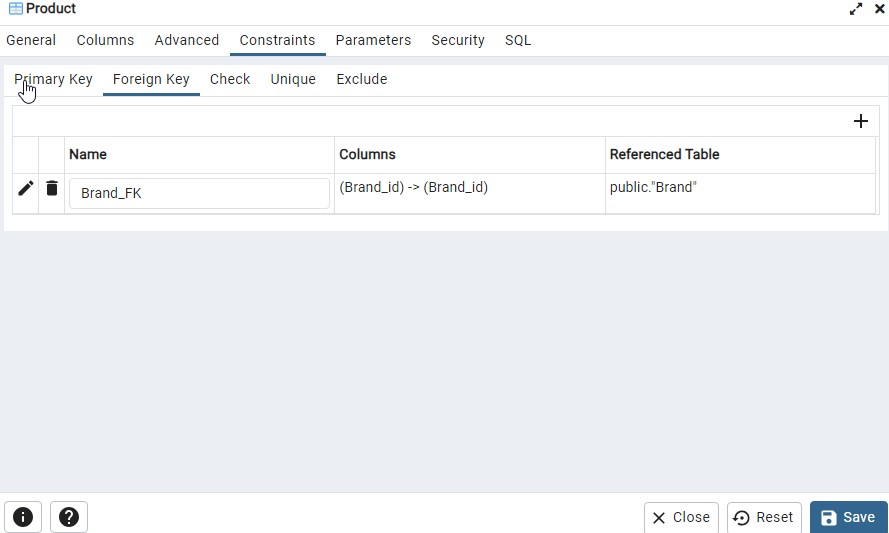 Product
General Columns Advanced Constraints Parameters Security SQL
Primary Key Foreign Key Check Unique Exclude
Name Columns Referenced Table
Brand_FK (Brand_id) -> (Brand_id) public."Brand"
Close Reset Save